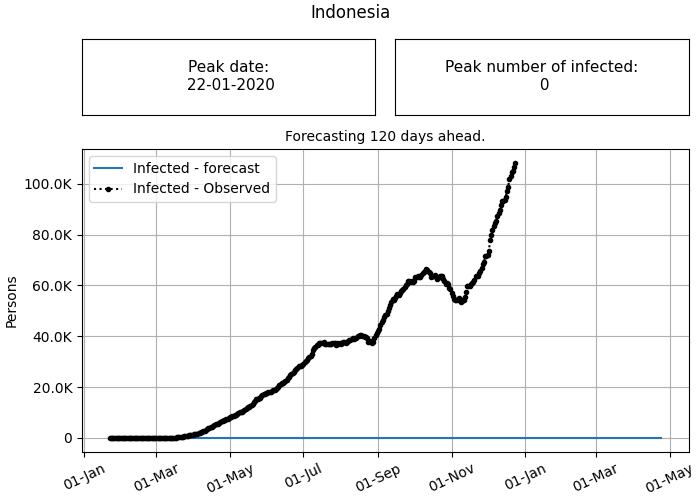 Indonesia
Peak date:
22-01-2020
Peak number of infected:
0
Forecasting 120 days ahead.
Infected - forecast
Infected - Observed
Persons
100.0K
80.0K
60.0K
40.0K
20.0K
0
01-Jan
01-Mar
01-May
01-Jul
01-Sep
01-Nov
01-Jan
01-Mar
01-May